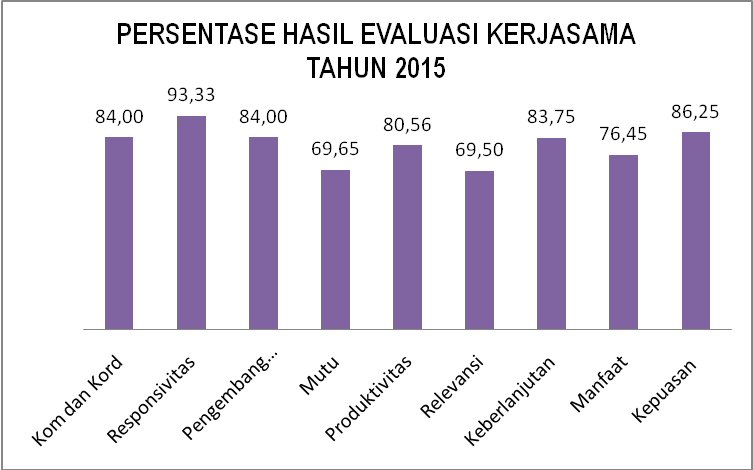 PERSENTASE HASIL EVALUASI KERJASAMA
TAHUN 2015
84,00
93,33
84,00
69,65
80,56
69,50
83,75
76,45
86,25
Kom dan Kord
Responsivitas
Pengembang...
Mutu
Produktivitas
Relevansi
Keberlanjutan
Manfaat
Kepuasan